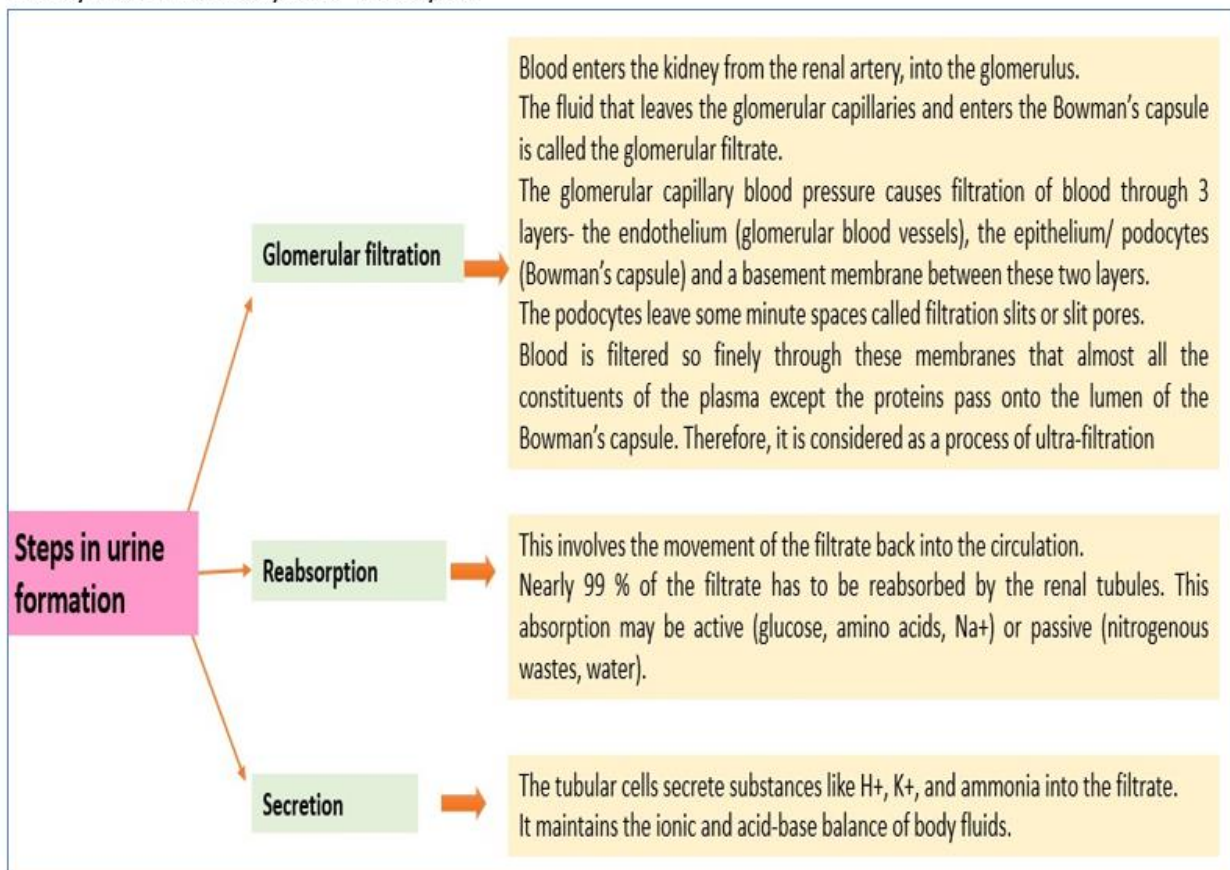 Blood enters the kidney from the renal artery, into the glomerulus.
The fluid that leaves the glomerular capillaries and enters the Bowman's capsule
is called the glomerular filtrate.
The glomerular capillary blood pressure causes filtration of blood through 3
layers- the endothelium (glomerular blood vessels), the epithelium/ podocytes
(Bowman's capsule) and a basement membrane between these two layers.
The podocytes leave some minute spaces called filtration slits or slit pores.
Blood is filtered so finely through these membranes that almost all the
constituents of the plasma except the proteins pass onto the lumen of the
Bowman's capsule. Therefore, it is considered as a process of ultra-filtration
Glomerular filtration
Steps in urine
formation
Reabsorption
This involves the movement of the filtrate back into the circulation.
Nearly 99 % of the filtrate has to be reabsorbed by the renal tubules. This
absorption may be active (glucose, amino acids, Na+) or passive (nitrogenous
wastes, water).
Secretion
The tubular cells secrete substances like H+, K+, and ammonia into the filtrate.
It maintains the ionic and acid-base balance of body fluids.